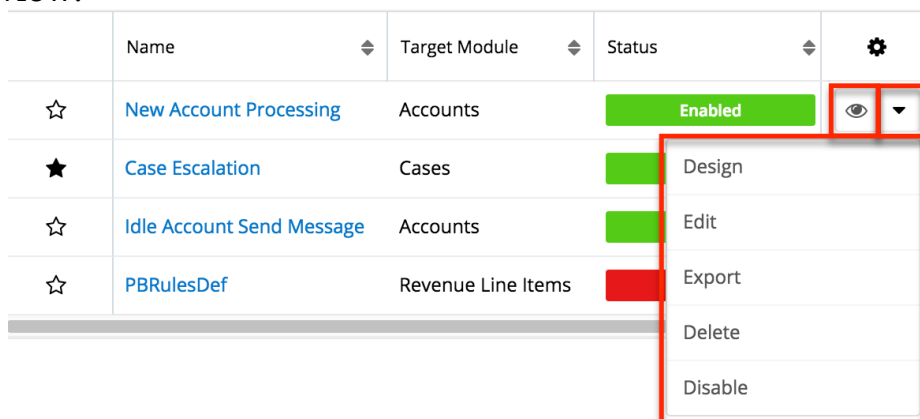 Name Target Module Status
New Account Processing Accounts Enabled
Case Escalation Cases
Design
Idle Account Send Message Accounts
Edit
PBRulesDef Revenue Line Items
Export
Delete
Disable